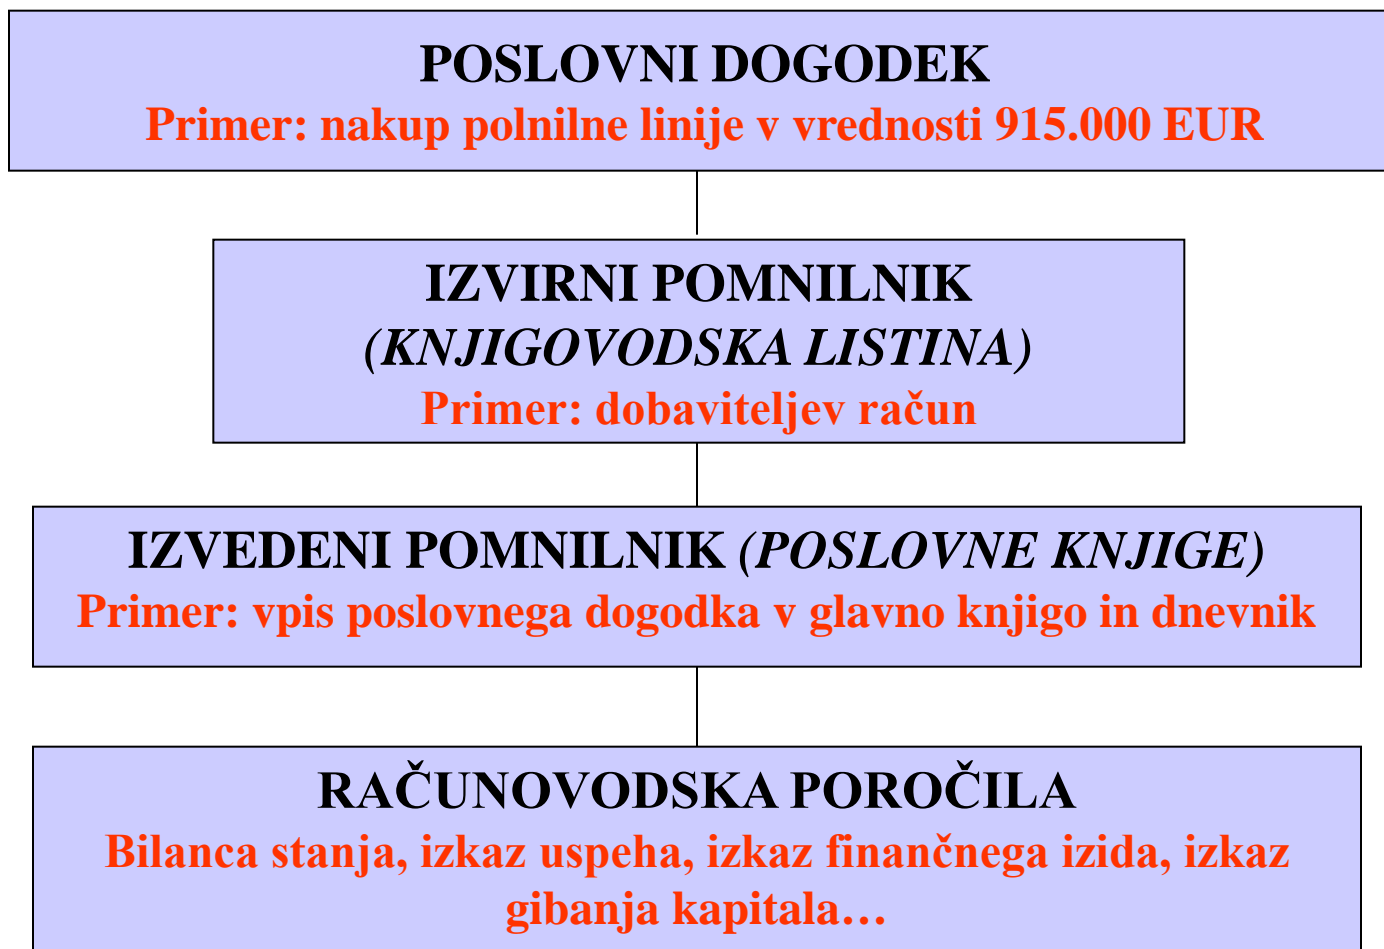 POSLOVNI DOGODEK
Primer: nakup polnilne linije v vrednosti 915.000 EUR
IZVIRNI POMNILNIK
(KNJIGOVODSKA LISTINA)
Primer: dobaviteljev račun
IZVEDENI POMNILNIK (POSLOVNE KNJIGE)
Primer: vpis poslovnega dogodka v glavno knjigo in dnevnik
RAČUNOVODSKA POROČILA
Bilanca stanja, izkaz uspeha, izkaz finančnega izida, izkaz
gibanja kapitala…